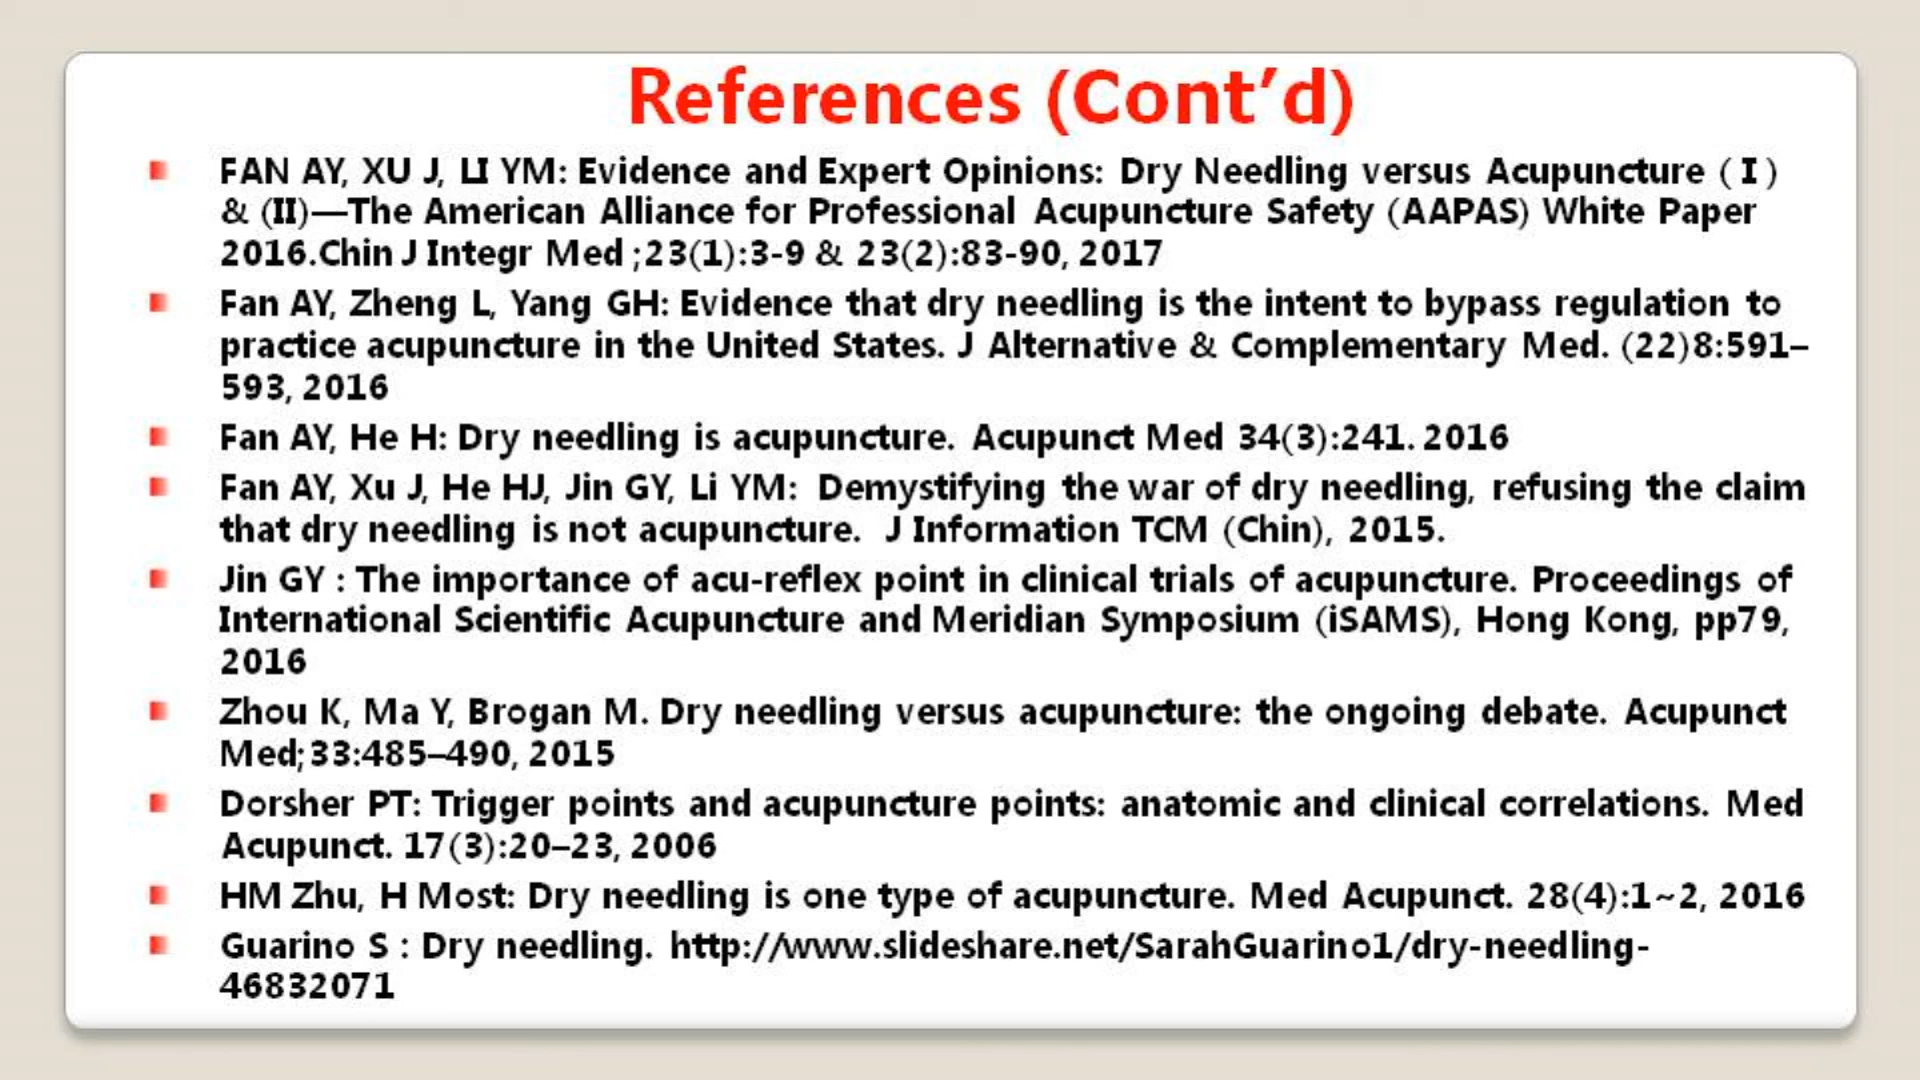 References (Cont’d)
FAN AY, XU J, LI YM: Evidence and Expert Opinions: Dry Needling versus Acupuncture ( I )
& (II)—The American Alliance for Professional Acupuncture Safety (AAPAS) White Paper
2016.Chin J Integr Med ;23(1):3-9 & 23(2):83-90, 2017
Fan AY, Zheng L, Yang GH: Evidence that dry needling is the intent to bypass regulation to
practice acupuncture in the United States. J Alternative & Complementary Med. (22)8:591–
593, 2016
Fan AY, He H: Dry needling is acupuncture. Acupunct Med 34(3):241. 2016
Fan AY, Xu J, He HJ, Jin GY, Li YM: Demystifying the war of dry needling, refusing the claim
that dry needling is not acupuncture. J Information TCM (Chin), 2015.
Jin GY : The importance of acu-reflex point in clinical trials of acupuncture. Proceedings of
International Scientific Acupuncture and Meridian Symposium (iSAMS), Hong Kong, pp79,
2016
Zhou K, Ma Y, Brogan M. Dry needling versus acupuncture: the ongoing debate. Acupunct
Med;33:485–490, 2015
Dorsher PT: Trigger points and acupuncture points: anatomic and clinical correlations. Med
Acupunct. 17(3):20–23, 2006
HM Zhu, H Most: Dry needling is one type of acupuncture. Med Acupunct. 28(4):1~2, 2016
Guarino S : Dry needling. http://www.slideshare.net/SarahGuarino1/dry-needling-
46832071